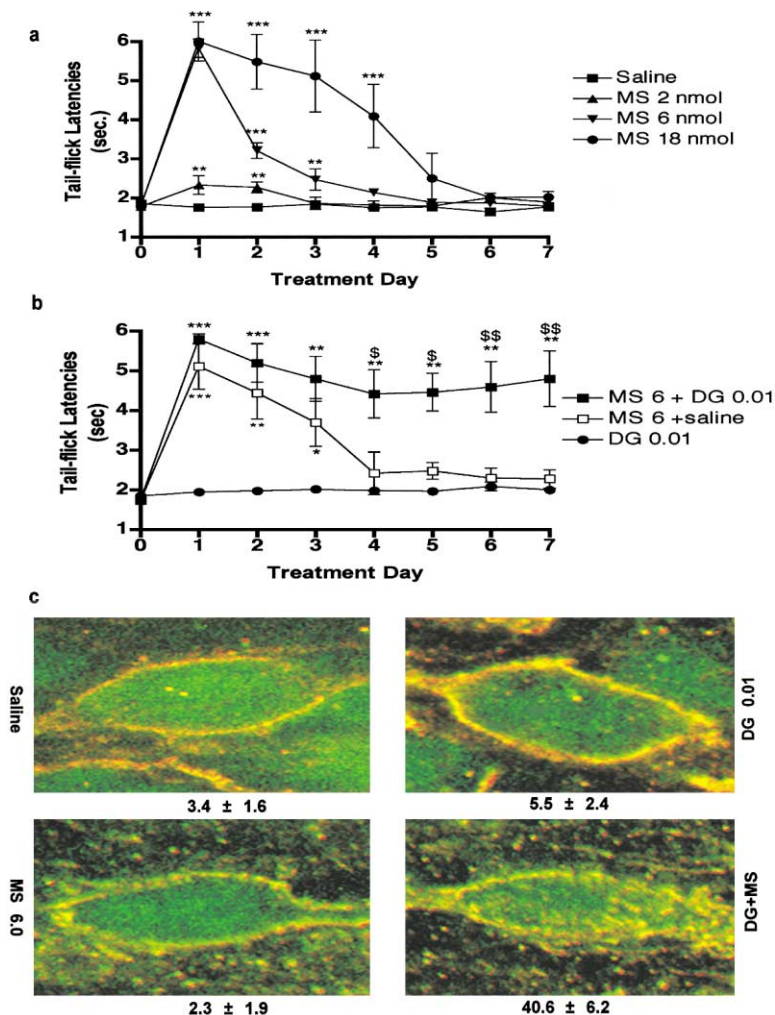 a
***
***
***
***
***
**
**
**
**
6
5
4
3
2
1
Tail-flick Latencies
(sec.)
0 1 2 3 4 5 6 7
Treatment Day
Saline
MS 2 nmol
MS 6 nmol
MS 18 nmol
b
***
***
**
$
**
$
**
$$
**
$$
**
***
**
*
6
5
4
3
2
1
Tail-flick Latencies
(sec)
0 1 2 3 4 5 6 7
Treatment Day
MS 6 + DG 0.01
MS 6 +saline
DG 0.01
c
Saline
3.4 ± 1.6
DG 0.01
5.5 ± 2.4
MS 6.0
2.3 ± 1.9
DG+MS
40.6 ± 6.2